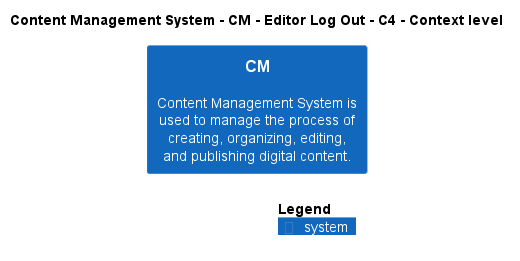 Content Management System - CM - Editor Log Out - C4 - Context level
CM
Content Management System is
used to manage the process of
creating, organizing, editing,
and publishing digital content.
Legend
system